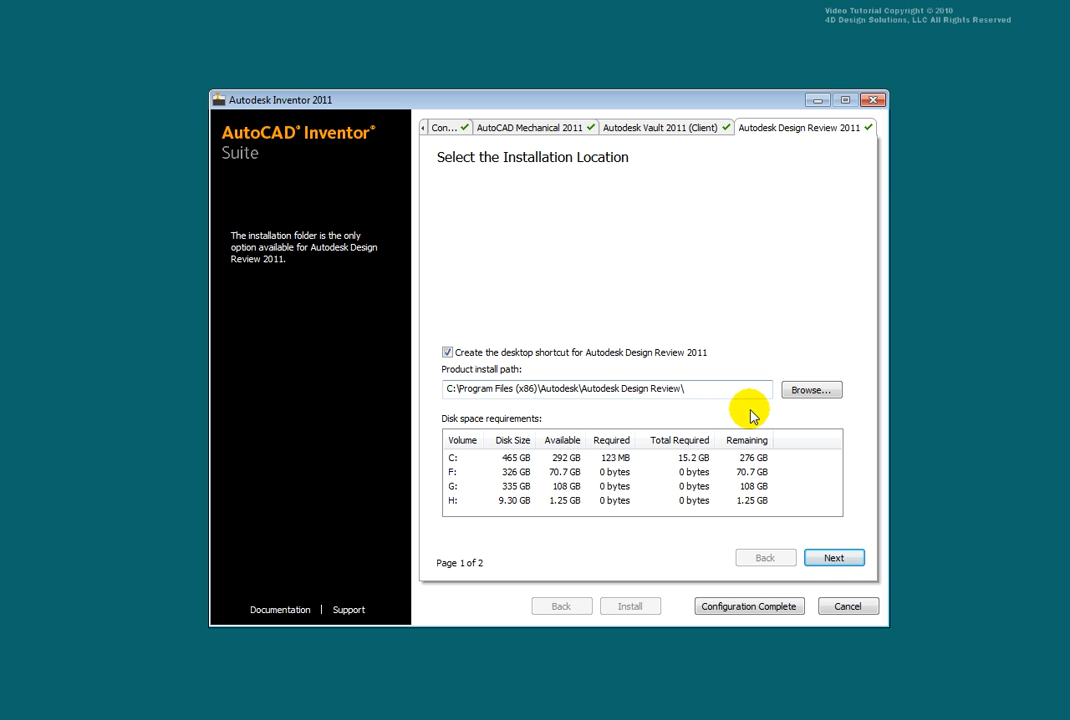 Video Tutorial Copyright © 2010
4D Design Solutions, LLC All Rights Reserved
Autodesk Inventor 2011
AutoCAD® Inventor®
Suite
The installation folder is the only
option available for Autodesk Design
Review 2011.
Documentation | Support
Con... AutoCAD Mechanical 2011 Autodesk Vault 2011 (Client) Autodesk Design Review 2011
Select the Installation Location
Create the desktop shortcut for Autodesk Design Review 2011
Product install path:
C:\Program Files (x86)\Autodesk\Autodesk Design Review\ Browse...
Disk space requirements:
Volume Disk Size Available Required Total Required Remaining
C: 465 GB 292 GB 123 MB 15.2 GB 276 GB
F: 326 GB 70.7 GB 0 bytes 0 bytes 70.7 GB
G: 335 GB 108 GB 0 bytes 0 bytes 108 GB
H: 9.30 GB 1.25 GB 0 bytes 0 bytes 1.25 GB
Page 1 of 2 Back Next
Back Install Configuration Complete Cancel